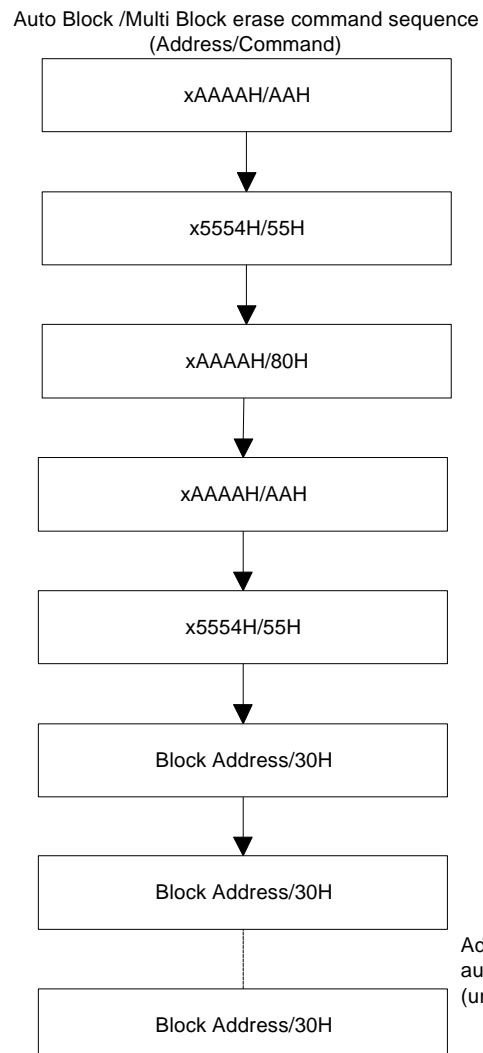 Auto Block /Multi Block erase command sequence
(Address/Command)
xAAAAH/AAH
x5554H/55H
xAAAAH/80H
xAAAAH/AAH
x5554H/55H
Block Address/30H
Block Address/30H
Block Address/30H